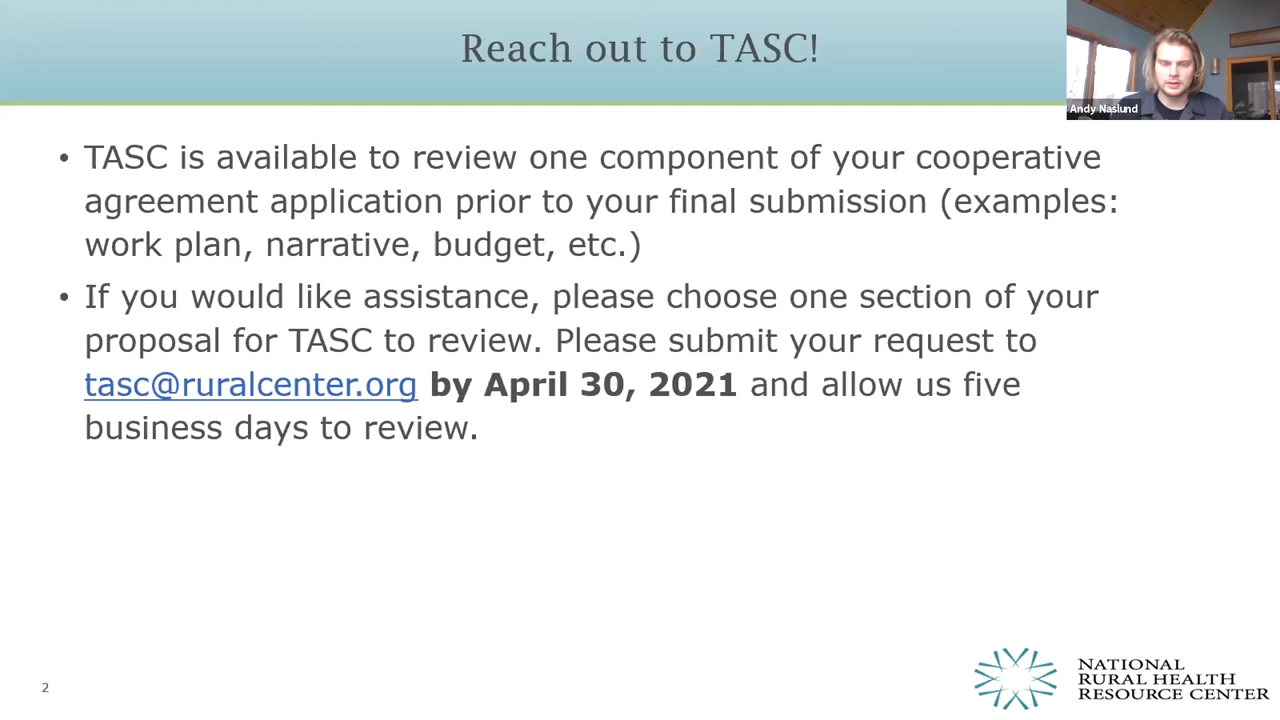 Reach out to TASC!
Andy Naslund
• TASC is available to review one component of your cooperative
agreement application prior to your final submission (examples:
work plan, narrative, budget, etc.)
• If you would like assistance, please choose one section of your
proposal for TASC to review. Please submit your request to
tasc@ruralcenter.org by April 30, 2021 and allow us five
business days to review.
2
NATIONAL
RURAL HEALTH
RESOURCE CENTER